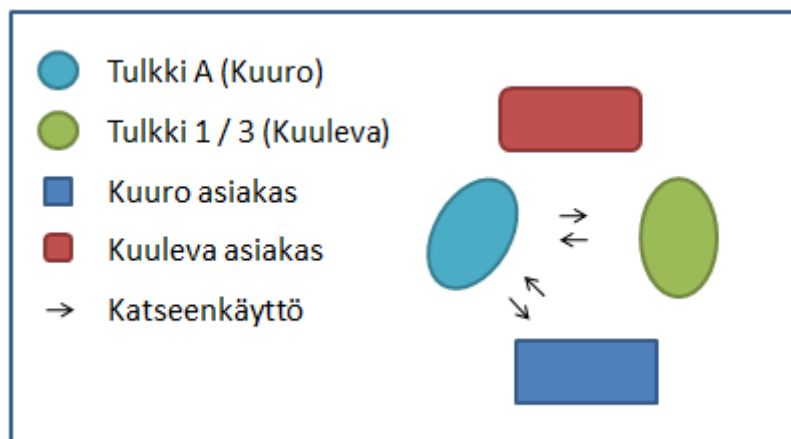 Tulkki A (Kuuro)
Tulkki 1 / 3 (Kuuleva)
Kuuro asiakas
Kuuleva asiakas
Katseenkäyttö